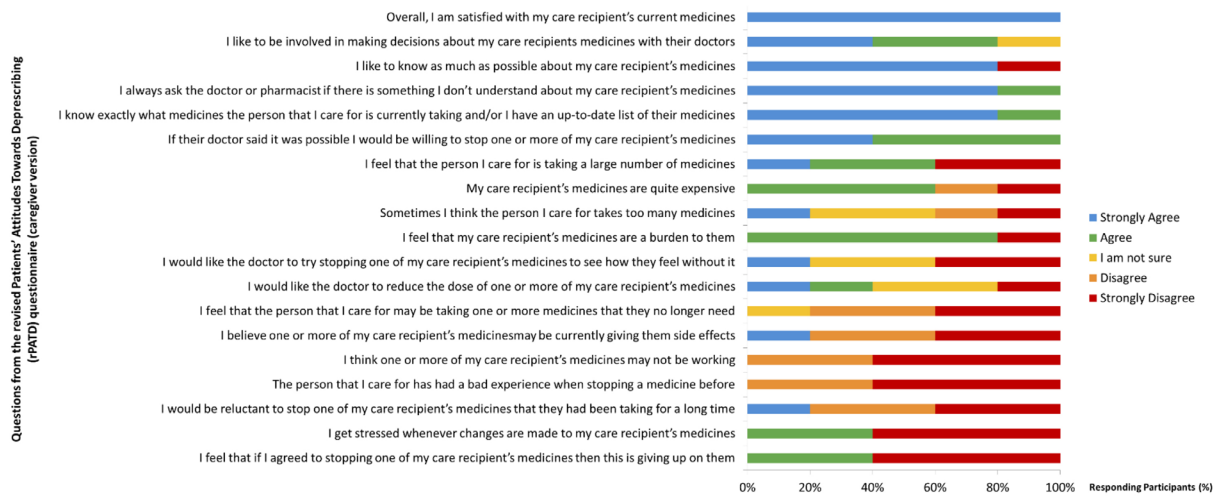 Questions from the revised Patients' Attitudes Towards Deprescribing
(rPATD) questionnaire (caregiver version)
Overall, I am satisfied with my care recipient's current medicines
I like to be involved in making decisions about my care recipients medicines with their doctors
I like to know as much as possible about my care recipient's medicines
I always ask the doctor or pharmacist if there is something I don't understand about my care recipient's medicines
I know exactly what medicines the person that I care for is currently taking and/or I have an up-to-date list of their medicines
If their doctor said it was possible I would be willing to stop one or more of my care recipient's medicines
I feel that the person I care for is taking a large number of medicines
My care recipient's medicines are quite expensive
Sometimes I think the person I care for takes too many medicines
I feel that my care recipient's medicines are a burden to them
I would like the doctor to try stopping one of my care recipient's medicines to see how they feel without it
I would like the doctor to reduce the dose of one or more of my care recipient's medicines
I feel that the person that I care for may be taking one or more medicines that they no longer need
I believe one or more of my care recipient's medicinesmay be currently giving them side effects
I think one or more of my care recipient's medicines may not be working
The person that I care for has had a bad experience when stopping a medicine before
I would be reluctant to stop one of my care recipient's medicines that they had been taking for a long time
I get stressed whenever changes are made to my care recipient's medicines
I feel that if I agreed to stopping one of my care recipient's medicines then this is giving up on them
0% 20% 40% 60% 80% 100%
Responding Participants (%)
Strongly Agree
Agree
I am not sure
Disagree
Strongly Disagree